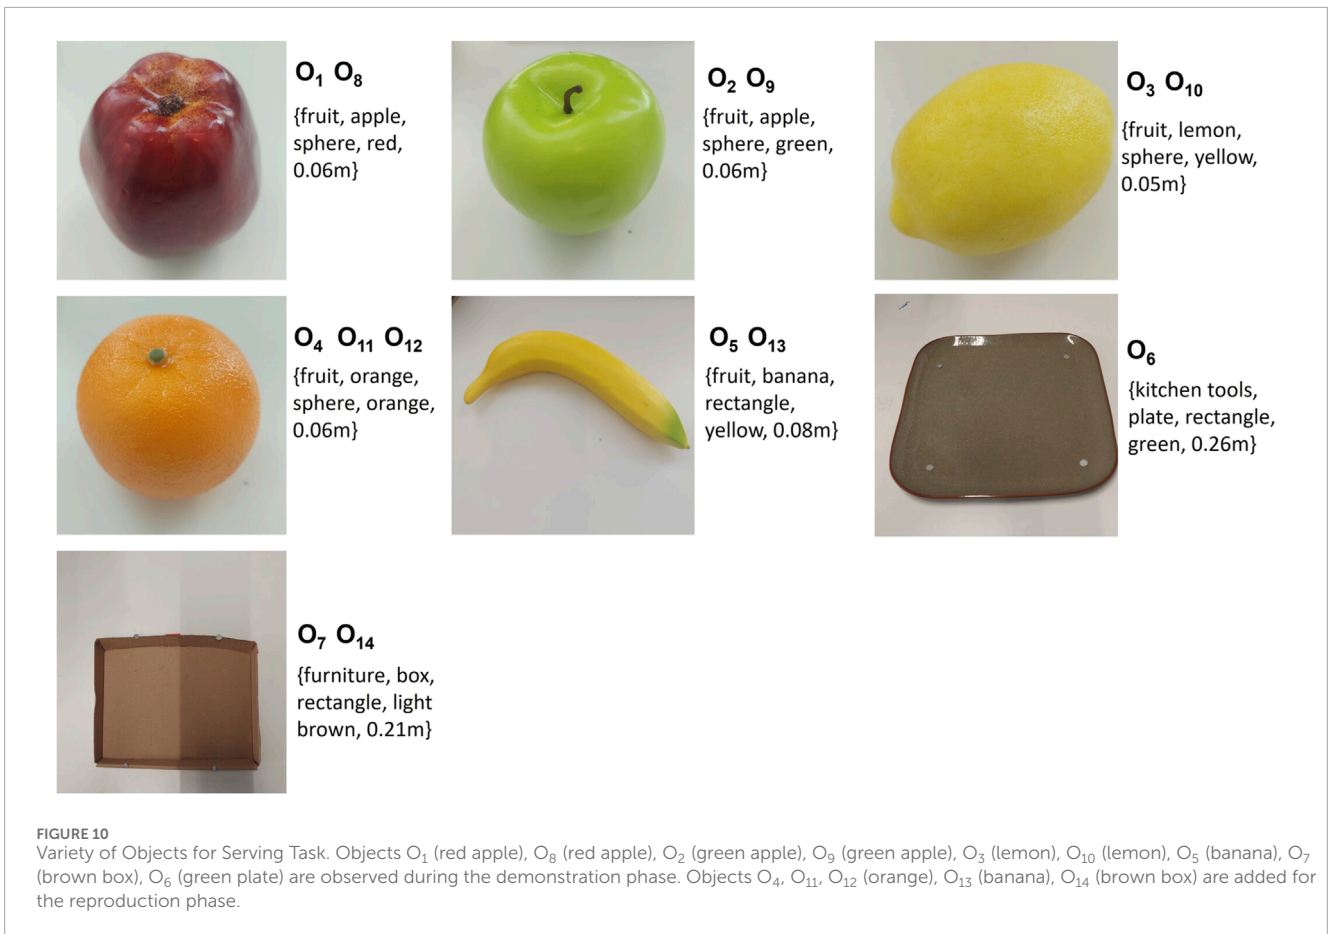 O₁ O₈
{fruit, apple,
sphere, red,
0.06m}
O₂ O₉
{fruit, apple,
sphere, green,
0.06m}
O₃ O₁₀
{fruit, lemon,
sphere, yellow,
0.05m}
O₄ O₁₁ O₁₂
{fruit, orange,
sphere, orange,
0.06m}
O₅ O₁₃
{fruit, banana,
rectangle,
yellow, 0.08m}
O₆
{kitchen tools,
plate, rectangle,
green, 0.26m}
O₇ O₁₄
{furniture, box,
rectangle, light
brown, 0.21m}
FIGURE 10
Variety of Objects for Serving Task. Objects O₁ (red apple), O₈ (red apple), O₂ (green apple), O₉ (green apple), O₃ (lemon), O₁₀ (lemon), O₅ (banana), O₇
(brown box), O₆ (green plate) are observed during the demonstration phase. Objects O₄, O₁₁, O₁₂ (orange), O₁₃ (banana), O₁₄ (brown box) are added for
the reproduction phase.